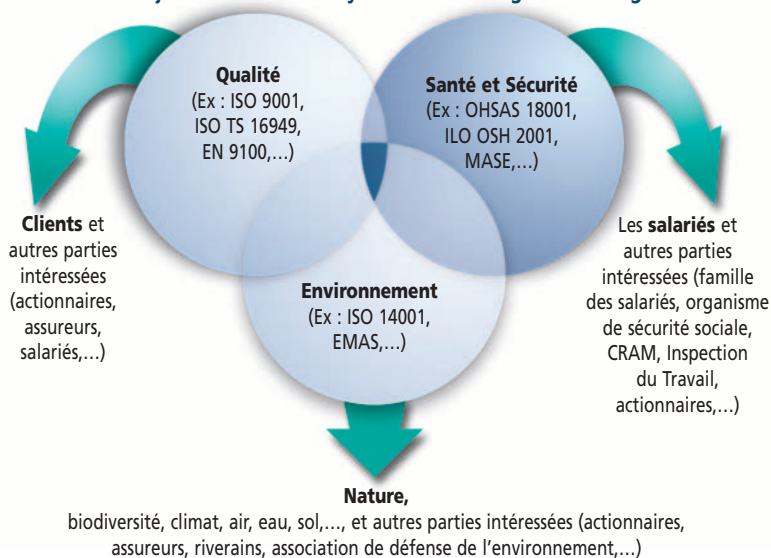 Qualité
(Ex : ISO 9001,
ISO TS 16949,
EN 9100,...)
Santé et Sécurité
(Ex : OHSAS 18001,
ILO OSH 2001,
MASE,...)
Environnement
(Ex : ISO 14001,
EMAS,...)
Clients et
autres parties
intéressées
(actionnaires,
assureurs,
salariés,...)
Les salariés et
autres parties
intéressées (famille
des salariés, organisme
de sécurité sociale,
CRAM, Inspection
du Travail,
actionnaires,...)
Nature,
biodiversité, climat, air, eau, sol,..., et autres parties intéressées (actionnaires,
assureurs, riverains, association de défense de l'environnement,...)